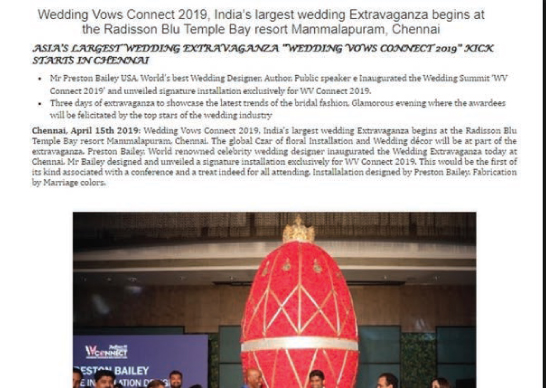 Wedding Vows Connect 2019, India's largest wedding Extravaganza begins at
the Radisson Blu Temple Bay resort Mammalapuram, Chennai
ASIA'S LARGEST WEDDING EXTRAVAGANZA "WEDDING VOWS CONNECT 2019" KICK
STARTS IN CHENNAI
• Mr Preston Bailey USA, World's best Wedding Designer, Author, Public speaker e Inaugurated the Wedding Summit 'WV
Connect 2019' and unveiled signature installation exclusively for WV Connect 2019.
• Three days of extravaganza to showcase the latest trends of the bridal fashion, Glamorous evening where the awardees
will be felicitated by the top stars of the wedding industry
Chennai, April 15th 2019: Wedding Vows Connect 2019, India's largest wedding Extravaganza begins at the Radisson Blu
Temple Bay resort Mammalapuram, Chennai. The global Czar of floral Installation and Wedding décor will be at part of the
extravaganza. Preston Bailey, World renowned celebrity wedding designer inaugurated the Wedding Extravaganza today at
Chennai. Mr Bailey designed and unveiled a signature installation exclusively for WV Connect 2019. This would be the first of
its kind associated with a conference and a treat indeed for all attending. Installalation designed by Preston Bailey. Fabrication
by Marriage colors.
CONNECT
PRESTON BAILEY